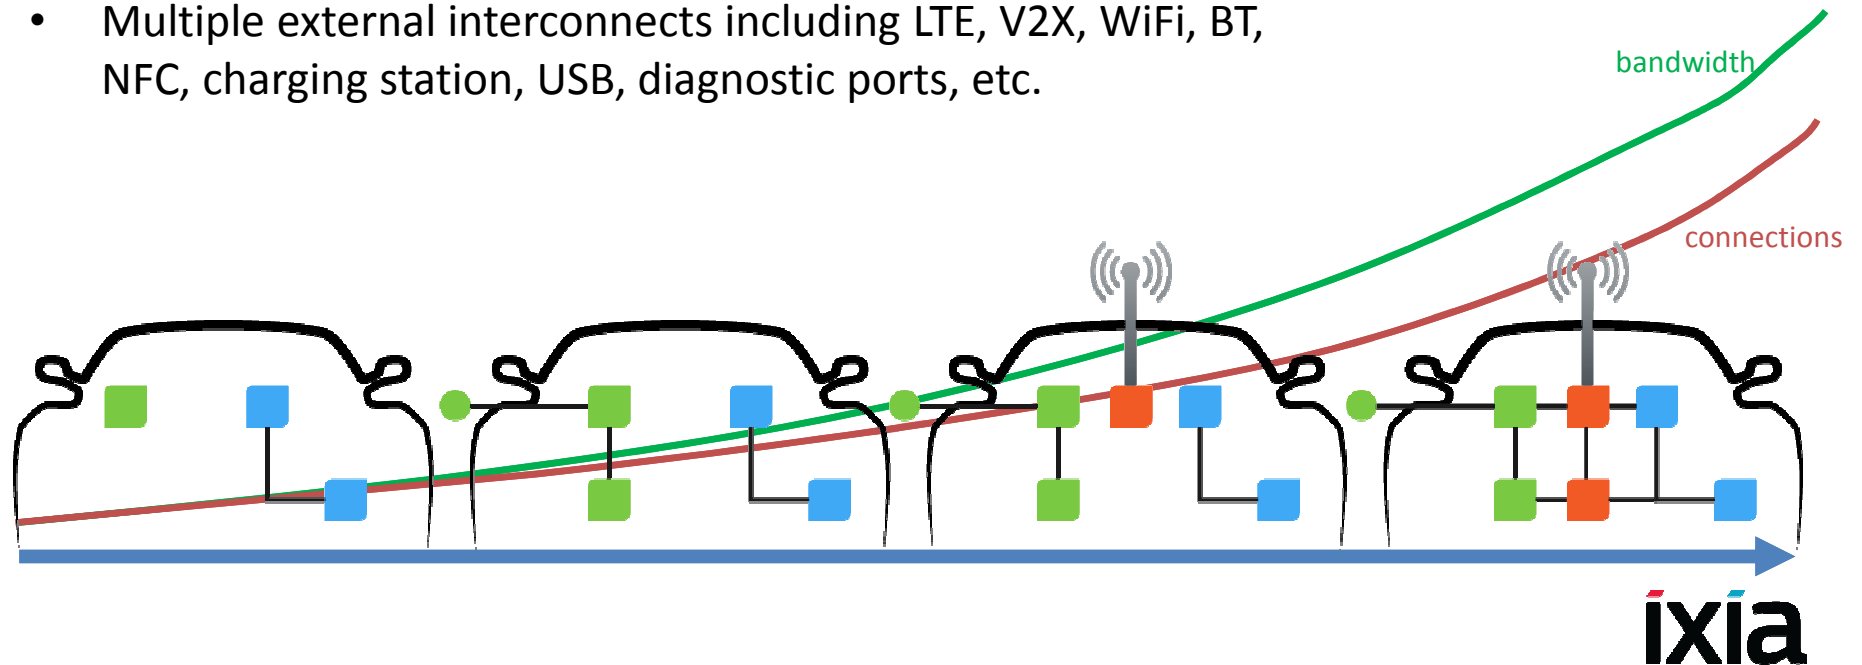 • Multiple external interconnects including LTE, V2X, WiFi, BT,
NFC, charging station, USB, diagnostic ports, etc.
bandwidth
connections
ixia